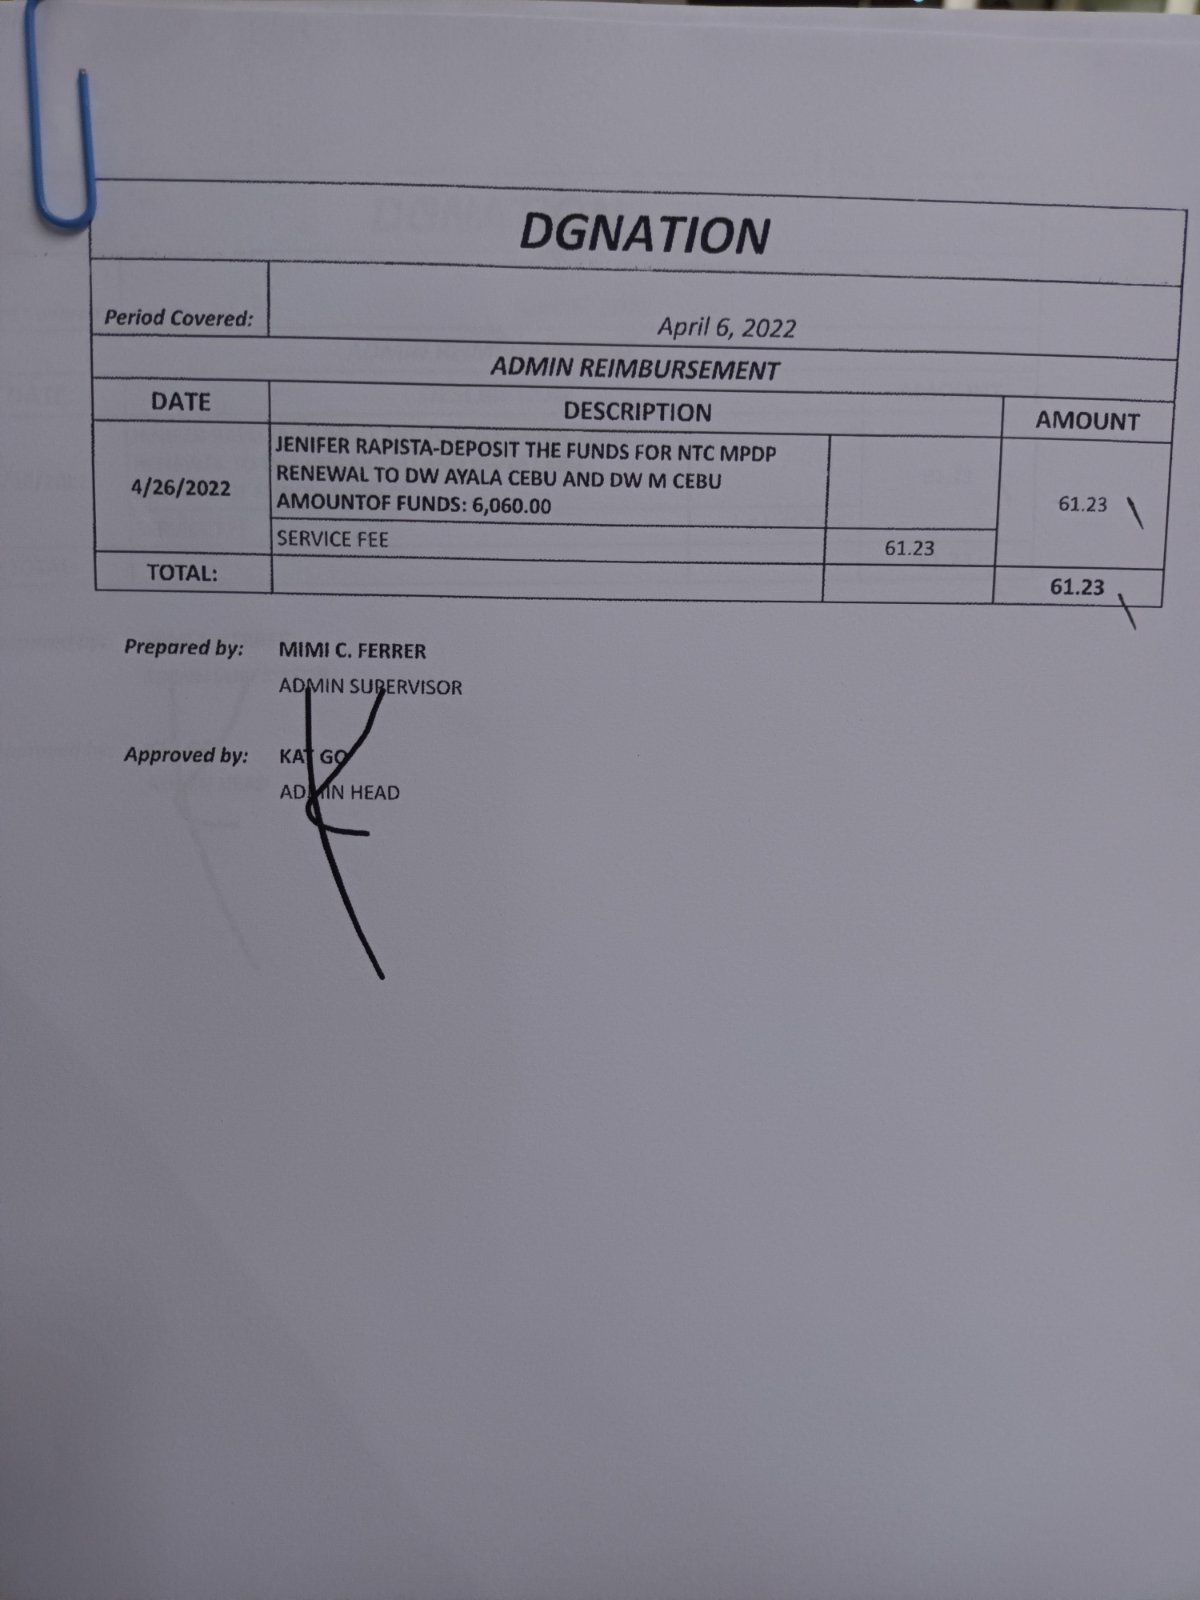 DGNATION
Period Covered: April 6, 2022
ADMIN REIMBURSEMENT
DATE DESCRIPTION AMOUNT
4/26/2022 JENIFER RAPISTA-DEPOSIT THE FUNDS FOR NTC MPDP
RENEWAL TO DW AYALA CEBU AND DW M CEBU
AMOUNTOF FUNDS: 6,060.00 61.23
SERVICE FEE 61.23
TOTAL: 61.23
Prepared by: MIMI C. FERRER
ADMIN SUPERVISOR
Approved by: KAT GO
ADMIN HEAD